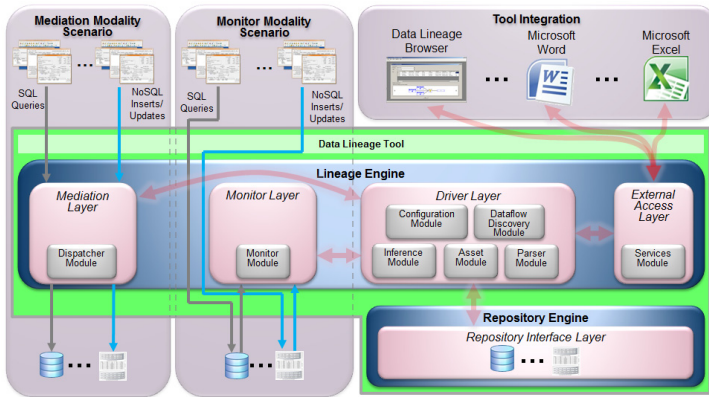 Mediation Modality
Scenario
Monitor Modality
Scenario
Tool Integration
Data Lineage
Browser
Microsoft
Word
Microsoft
Excel
SQL
Queries
NoSQL
Inserts/
Updates
SQL
Queries
NoSQL
Inserts/
Updates
Data Lineage Tool
Lineage Engine
Mediation
Layer
Dispatcher
Module
Monitor Layer
Monitor
Module
Driver Layer
Configuration
Module
Dataflow
Discovery
Module
Inference
Module
Asset
Module
Parser
Module
External
Access
Layer
Services
Module
Repository Engine
Repository Interface Layer